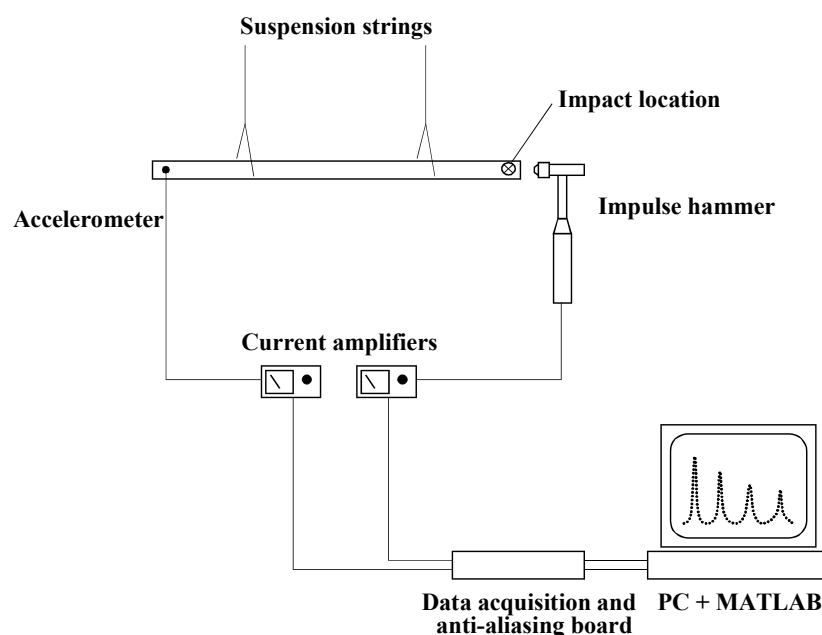 Suspension strings
Impact location
Accelerometer
Impulse hammer
Current amplifiers
Data acquisition and
anti-aliasing board
PC + MATLAB